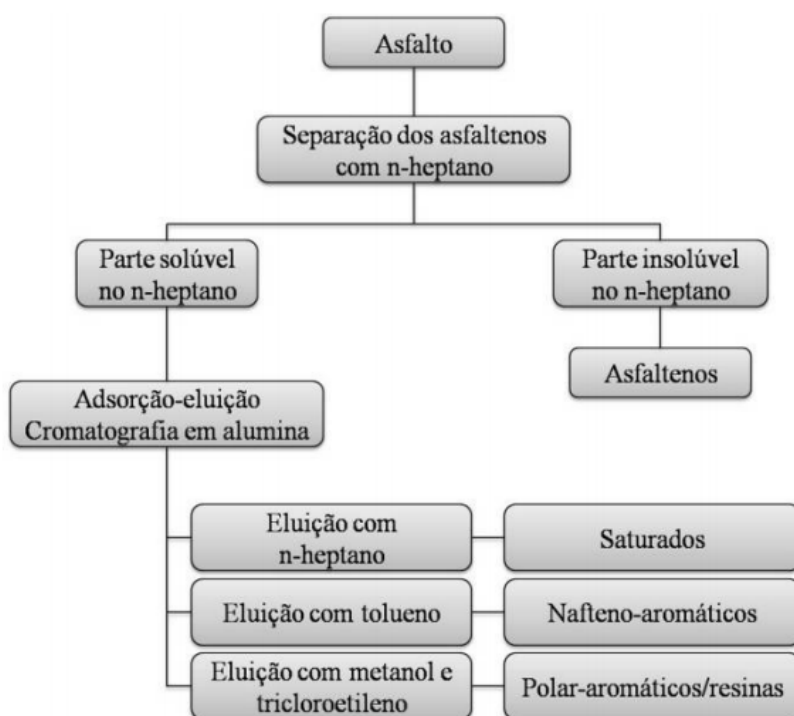 Asfalto
Separação dos asfaltenos
com n-heptano
Parte solúvel
no n-heptano
Parte insolúvel
no n-heptano
Asfaltenos
Adsorção-eluição
Cromatografia em alumina
Eluição com
n-heptano
Saturados
Eluição com tolueno
Nafteno-aromáticos
Eluição com metanol e
tricloroetileno
Polar-aromáticos/resinas